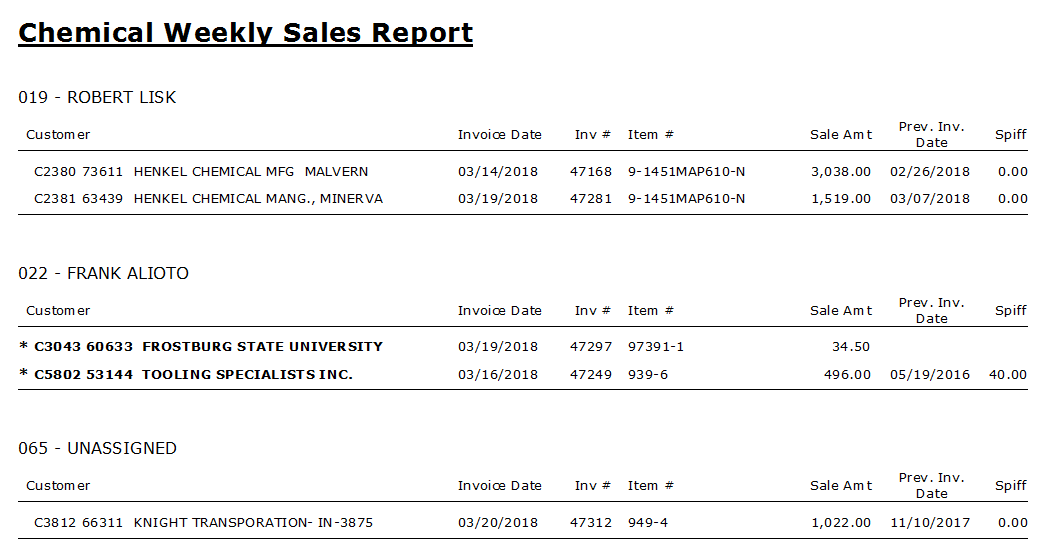 Chemical Weekly Sales Report
019 - ROBERT LISK
Customer Invoice Date Inv # Item # Sale Amt Prev. Inv. Date Spiff
C2380 73611 HENKEL CHEMICAL MFG MALVERN 03/14/2018 47168 9-1451MAP610-N 3,038.00 02/26/2018 0.00
C2381 63439 HENKEL CHEMICAL MANG., MINERVA 03/19/2018 47281 9-1451MAP610-N 1,519.00 03/07/2018 0.00
022 - FRANK ALIOTO
Customer Invoice Date Inv # Item # Sale Amt Prev. Inv. Date Spiff
* C3043 60633 FROSTBURG STATE UNIVERSITY 03/19/2018 47297 97391-1 34.50
* C5802 53144 TOOLING SPECIALISTS INC. 03/16/2018 47249 939-6 496.00 05/19/2016 40.00
065 - UNASSIGNED
Customer Invoice Date Inv # Item # Sale Amt Prev. Inv. Date Spiff
C3812 66311 KNIGHT TRANSPORATION- IN-3875 03/20/2018 47312 949-4 1,022.00 11/10/2017 0.00